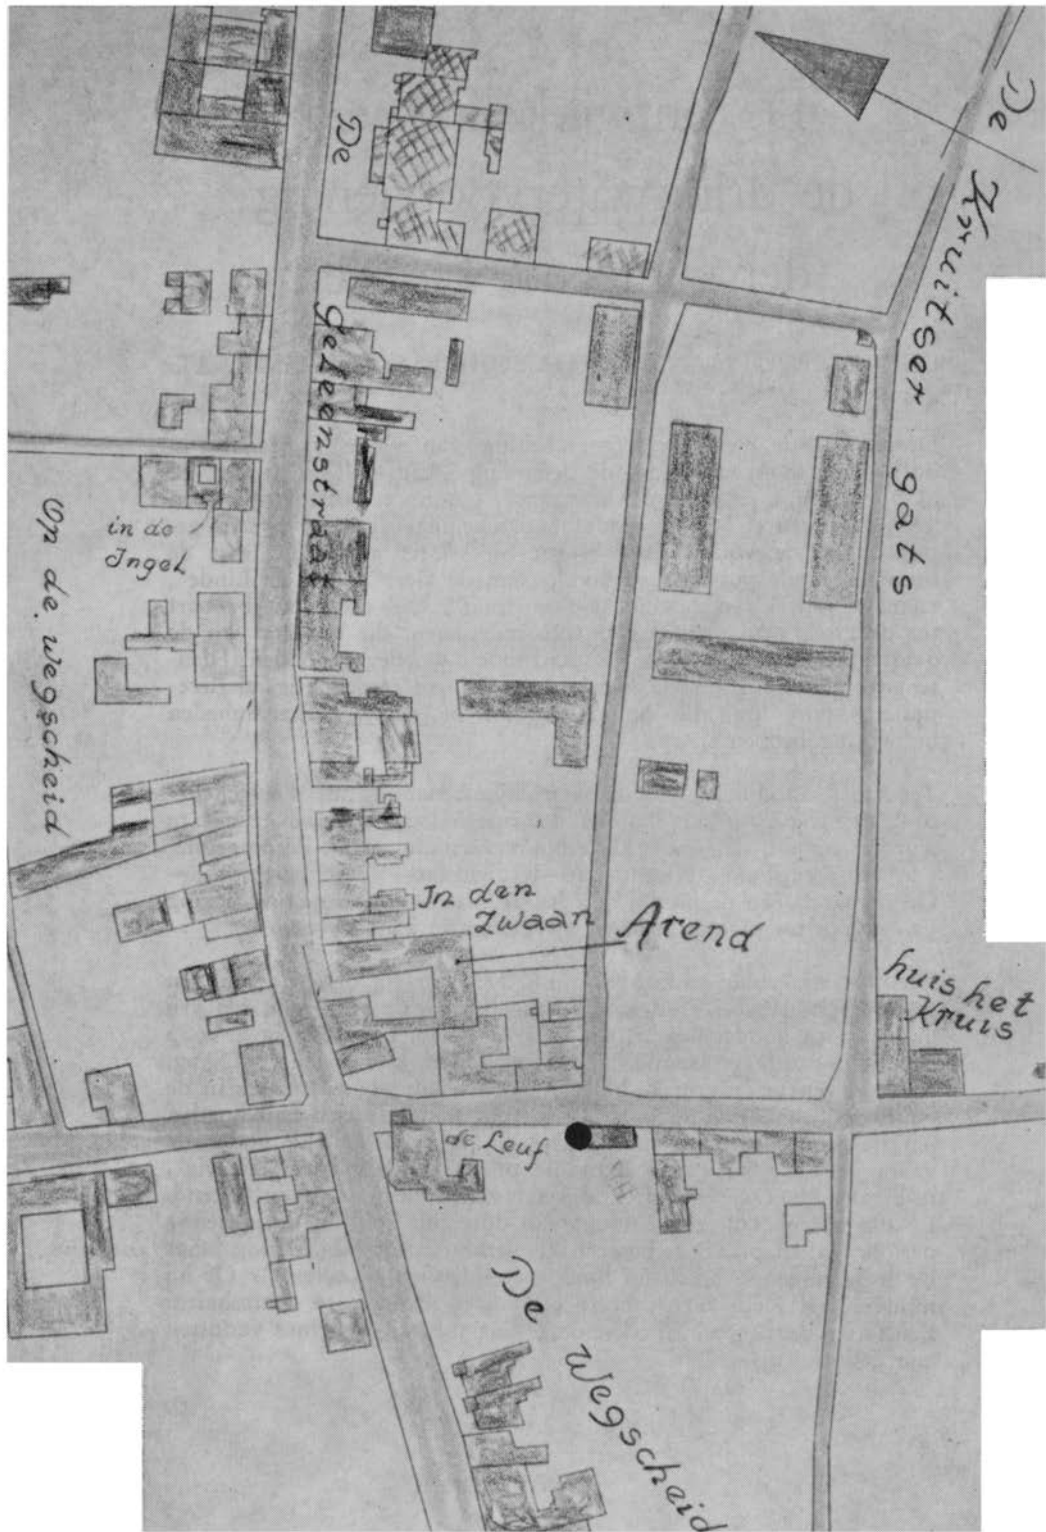 De
Geleenstraat
De
Kruitser gats
in de
Ingel
Op de wegscheid
In den
Zwaan
Arend
huis het
Kruis
de Leuf
De
Wegscheid